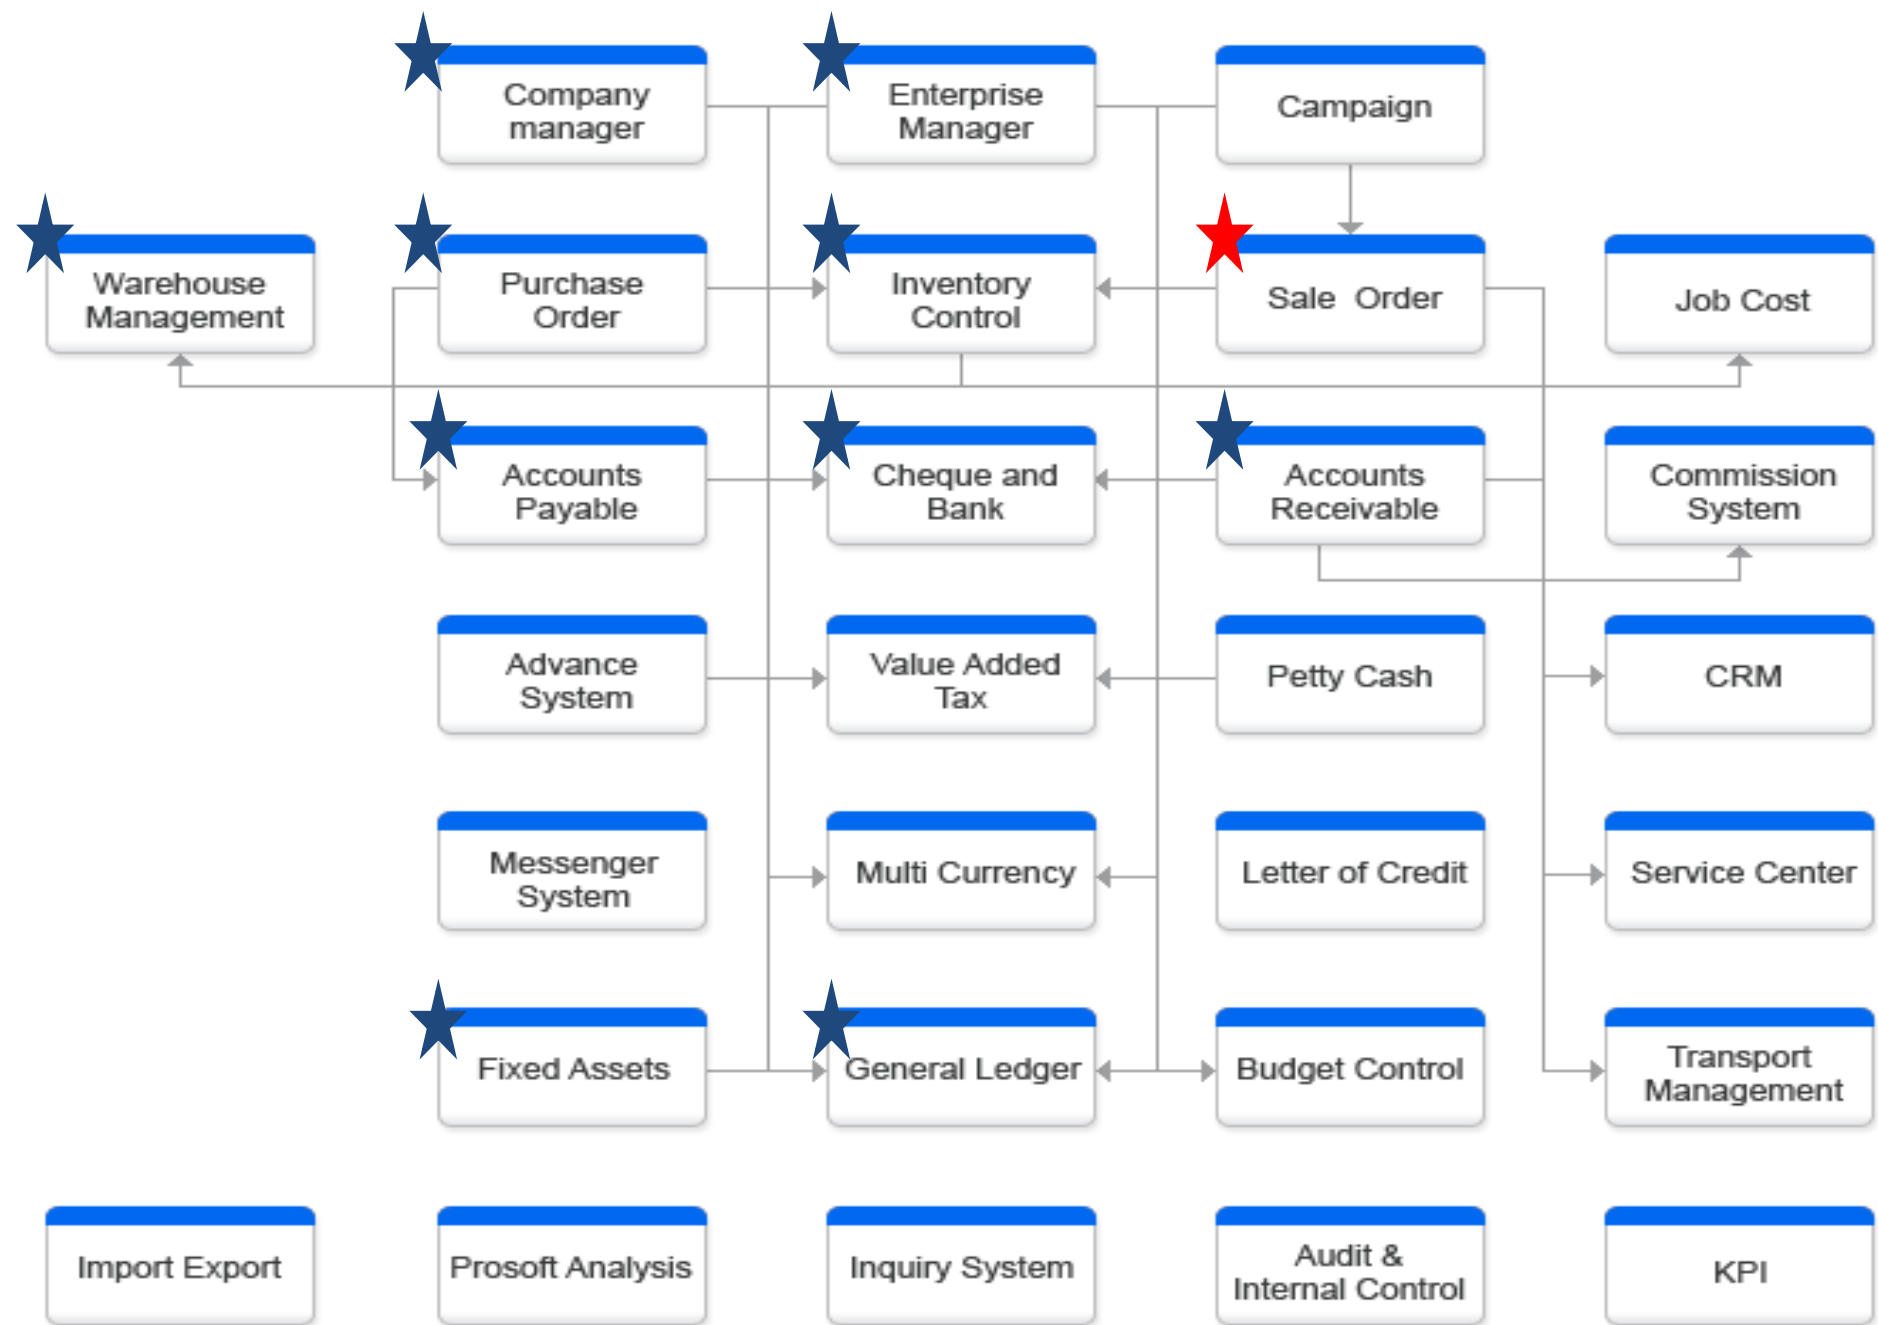 Company
manager
Enterprise
Manager
Campaign
Warehouse
Management
Purchase
Order
Inventory
Control
Sale Order
Job Cost
Accounts
Payable
Cheque and
Bank
Accounts
Receivable
Commission
System
Advance
System
Value Added
Tax
Petty Cash
CRM
Messenger
System
Multi Currency
Letter of Credit
Service Center
Fixed Assets
General Ledger
Budget Control
Transport
Management
Import Export
Prosoft Analysis
Inquiry System
Audit &
Internal Control
KPI